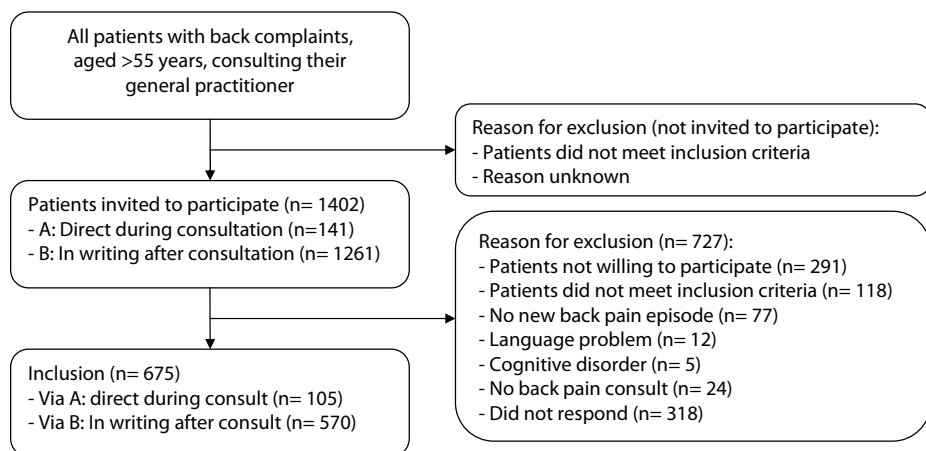 All patients with back complaints,
aged >55 years, consulting their
general practitioner
Reason for exclusion (not invited to participate):
- Patients did not meet inclusion criteria
- Reason unknown
Patients invited to participate (n= 1402)
- A: Direct during consultation (n=141)
- B: In writing after consultation (n= 1261)
Reason for exclusion (n= 727):
- Patients not willing to participate (n= 291)
- Patients did not meet inclusion criteria (n= 118)
- No new back pain episode (n= 77)
- Language problem (n= 12)
- Cognitive disorder (n= 5)
- No back pain consult (n= 24)
- Did not respond (n= 318)
Inclusion (n= 675)
- Via A: direct during consult (n= 105)
- Via B: In writing after consult (n= 570)